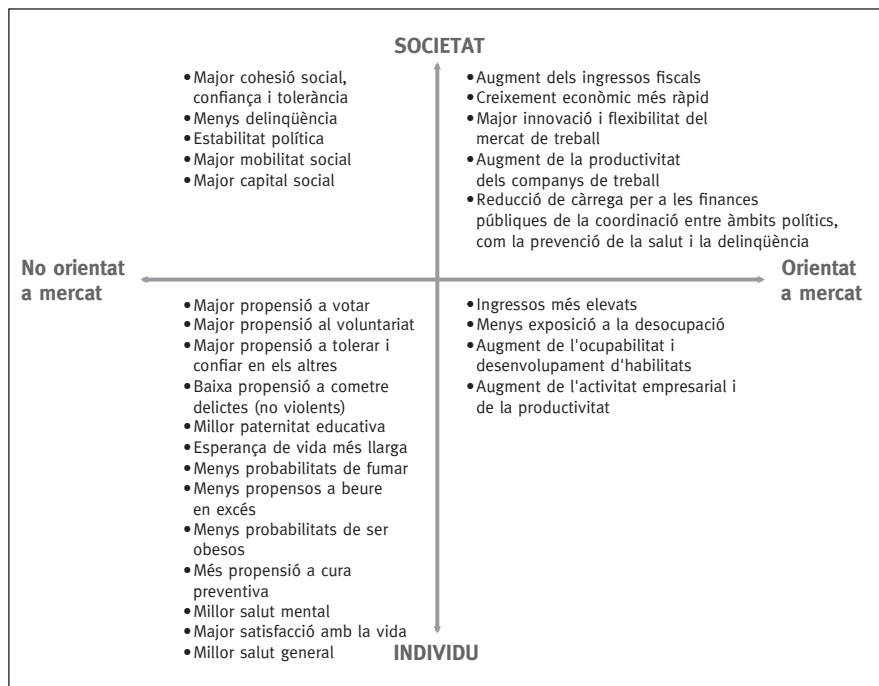 SOCIETAT
• Major cohesió social,
confiança i tolerància
• Menys delinqüència
• Estabilitat política
• Major mobilitat social
• Major capital social
• Augment dels ingressos fiscals
• Creixement econòmic més ràpid
• Major innovació i flexibilitat del
mercat de treball
• Augment de la productivitat
dels companys de treball
• Reducció de càrrega per a les finances
públiques de la coordinació entre àmbits polítics,
com la prevenció de la salut i la delinqüència
No orientat
a mercat
Orientat
a mercat
• Major propensió a votar
• Major propensió al voluntariat
• Major propensió a tolerar i
confiar en els altres
• Baixa propensió a cometre
delictes (no violents)
• Millor paternitat educativa
• Esperança de vida més llarga
• Menys probabilitats de fumar
• Menys propensos a beure
en excés
• Menys probabilitats de ser
obesos
• Més propensió a cura
preventiva
• Millor salut mental
• Major satisfacció amb la vida
• Millor salut general
• Ingressos més elevats
• Menys exposició a la desocupació
• Augment de l'ocupabilitat i
desenvolupament d'habilitats
• Augment de l'activitat empresarial i
de la productivitat
INDIVIDU